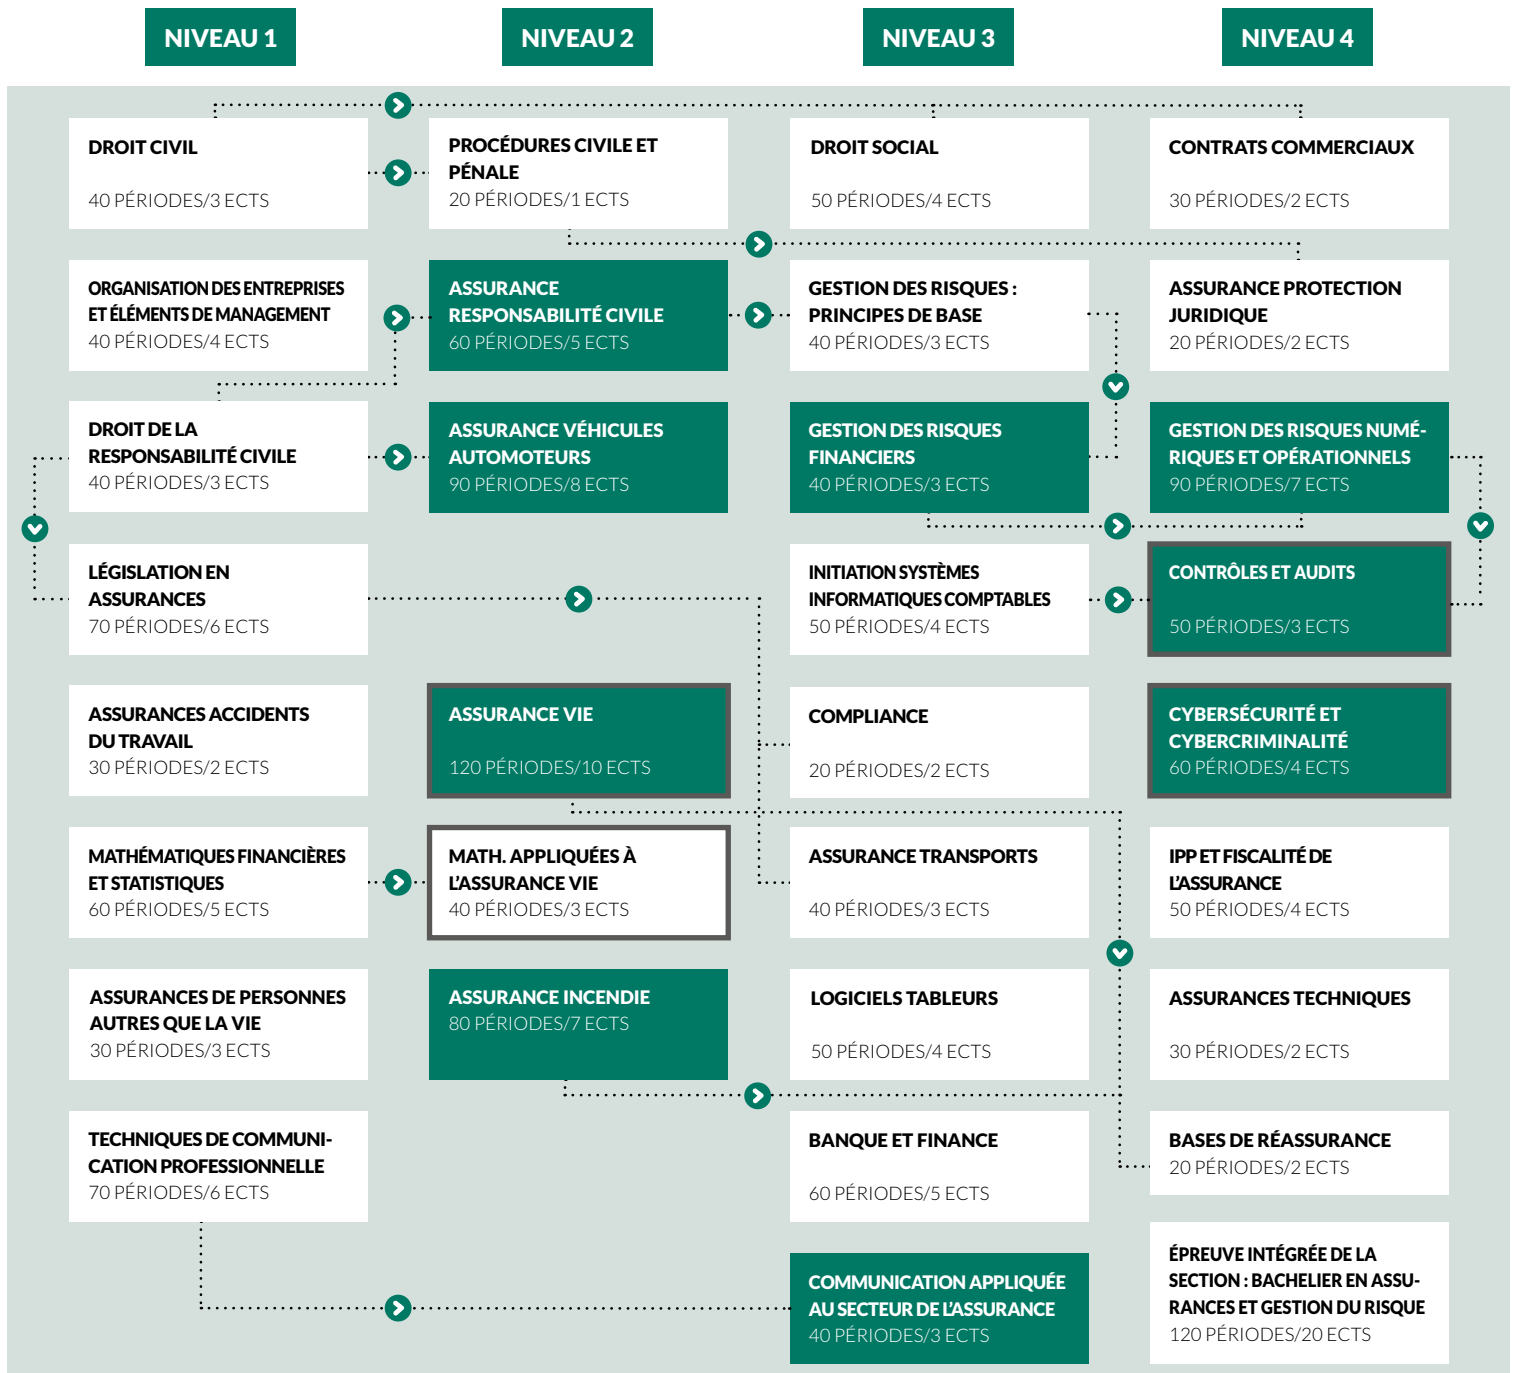 NIVEAU 1
NIVEAU 2
NIVEAU 3
NIVEAU 4
DROIT CIVIL
40 PÉRIODES/3 ECTS
PROCÉDURES CIVILE ET
PÉNALE
20 PÉRIODES/1 ECTS
DROIT SOCIAL
50 PÉRIODES/4 ECTS
CONTRATS COMMERCIAUX
30 PÉRIODES/2 ECTS
ORGANISATION DES ENTREPRISES
ET ÉLÉMENTS DE MANAGEMENT
40 PÉRIODES/4 ECTS
ASSURANCE
RESPONSABILITÉ CIVILE
60 PÉRIODES/5 ECTS
GESTION DES RISQUES :
PRINCIPES DE BASE
40 PÉRIODES/3 ECTS
ASSURANCE PROTECTION
JURIDIQUE
20 PÉRIODES/2 ECTS
DROIT DE LA
RESPONSABILITÉ CIVILE
40 PÉRIODES/3 ECTS
ASSURANCE VÉHICULES
AUTOMOTEURS
90 PÉRIODES/8 ECTS
GESTION DES RISQUES
FINANCIERS
40 PÉRIODES/3 ECTS
GESTION DES RISQUES NUMÉ-
RIQUES ET OPÉRATIONNELS
90 PÉRIODES/7 ECTS
LÉGISLATION EN
ASSURANCES
70 PÉRIODES/6 ECTS
INITIATION SYSTÈMES
INFORMATIQUES COMPTABLES
50 PÉRIODES/4 ECTS
CONTRÔLES ET AUDITS
50 PÉRIODES/3 ECTS
ASSURANCES ACCIDENTS
DU TRAVAIL
30 PÉRIODES/2 ECTS
ASSURANCE VIE
120 PÉRIODES/10 ECTS
COMPLIANCE
20 PÉRIODES/2 ECTS
CYBERSÉCURITÉ ET
CYBERCRIMINALITÉ
60 PÉRIODES/4 ECTS
MATHÉMATIQUES FINANCIÈRES
ET STATISTIQUES
60 PÉRIODES/5 ECTS
MATH. APPLIQUÉES À
L'ASSURANCE VIE
40 PÉRIODES/3 ECTS
ASSURANCE TRANSPORTS
40 PÉRIODES/3 ECTS
IPP ET FISCALITÉ DE
L'ASSURANCE
50 PÉRIODES/4 ECTS
ASSURANCES DE PERSONNES
AUTRES QUE LA VIE
30 PÉRIODES/3 ECTS
ASSURANCE INCENDIE
80 PÉRIODES/7 ECTS
LOGICIELS TABLEURS
50 PÉRIODES/4 ECTS
ASSURANCES TECHNIQUES
30 PÉRIODES/2 ECTS
TECHNIQUES DE COMMUNI-
CATION PROFESSIONNELLE
70 PÉRIODES/6 ECTS
BANQUE ET FINANCE
60 PÉRIODES/5 ECTS
BASES DE RÉASSURANCE
20 PÉRIODES/2 ECTS
COMMUNICATION APPLIQUÉE
AU SECTEUR DE L'ASSURANCE
40 PÉRIODES/3 ECTS
ÉPREUVE INTÉGRÉE DE LA
SECTION : BACHELIER EN ASSU-
RANCES ET GESTION DU RISQUE
120 PÉRIODES/20 ECTS